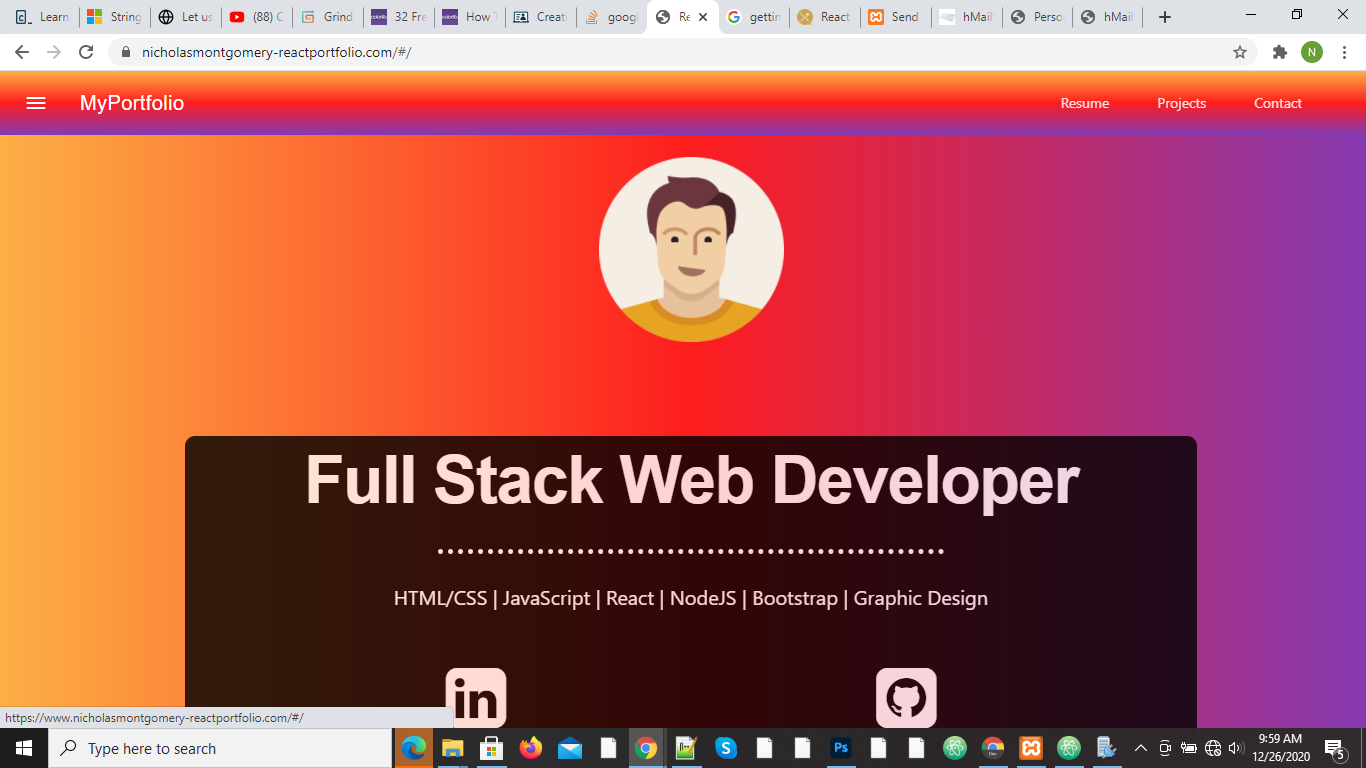 Learn
String
Let us
(88) C
Grind
32 Fre
How T
Creati
googl
Re
gettin
React
Send
hMail
Perso
hMail
nicholasmontgomery-reactportfolio.com/#/
N
MyPortfolio
Resume
Projects
Contact
Full Stack Web Developer
HTML/CSS | JavaScript | React | NodeJS | Bootstrap | Graphic Design
in
https://www.nicholasmontgomery-reactportfolio.com/#/
Type here to search
Ps
9:59 AM
12/26/2020
5